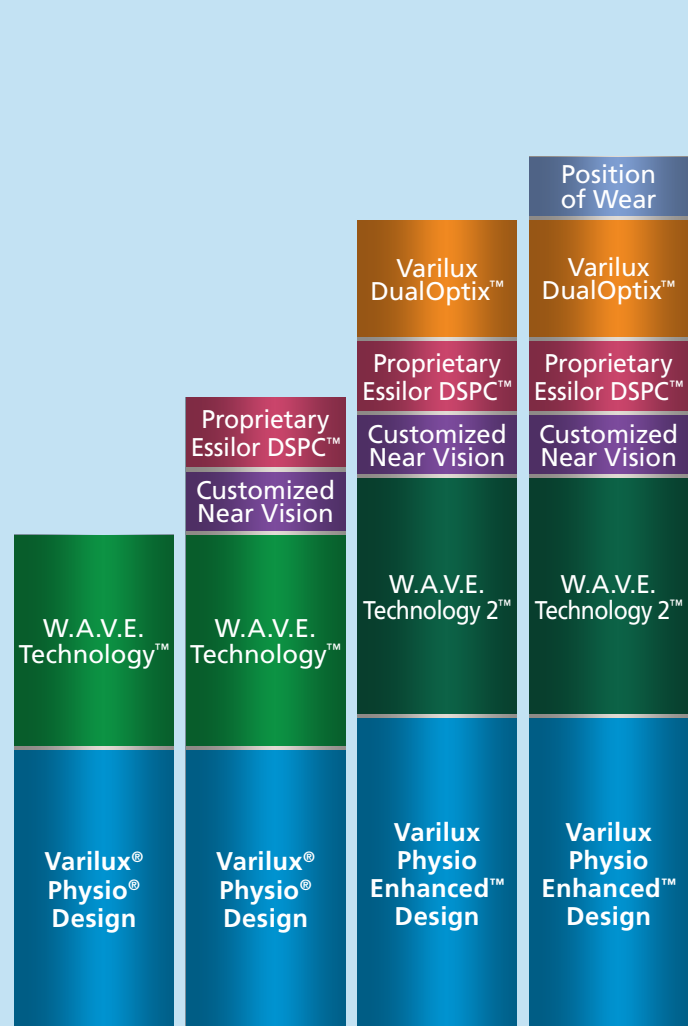 W.A.V.E.
Technology™
Varilux®
Physio®
Design
Proprietary
Essilor DSPC™
Customized
Near Vision
W.A.V.E.
Technology™
Varilux®
Physio®
Design
Varilux
DualOptix™
Proprietary
Essilor DSPC™
Customized
Near Vision
W.A.V.E.
Technology 2™
Varilux
Physio
Enhanced™
Design
Position
of Wear
Varilux
DualOptix™
Proprietary
Essilor DSPC™
Customized
Near Vision
W.A.V.E.
Technology 2™
Varilux
Physio
Enhanced™
Design